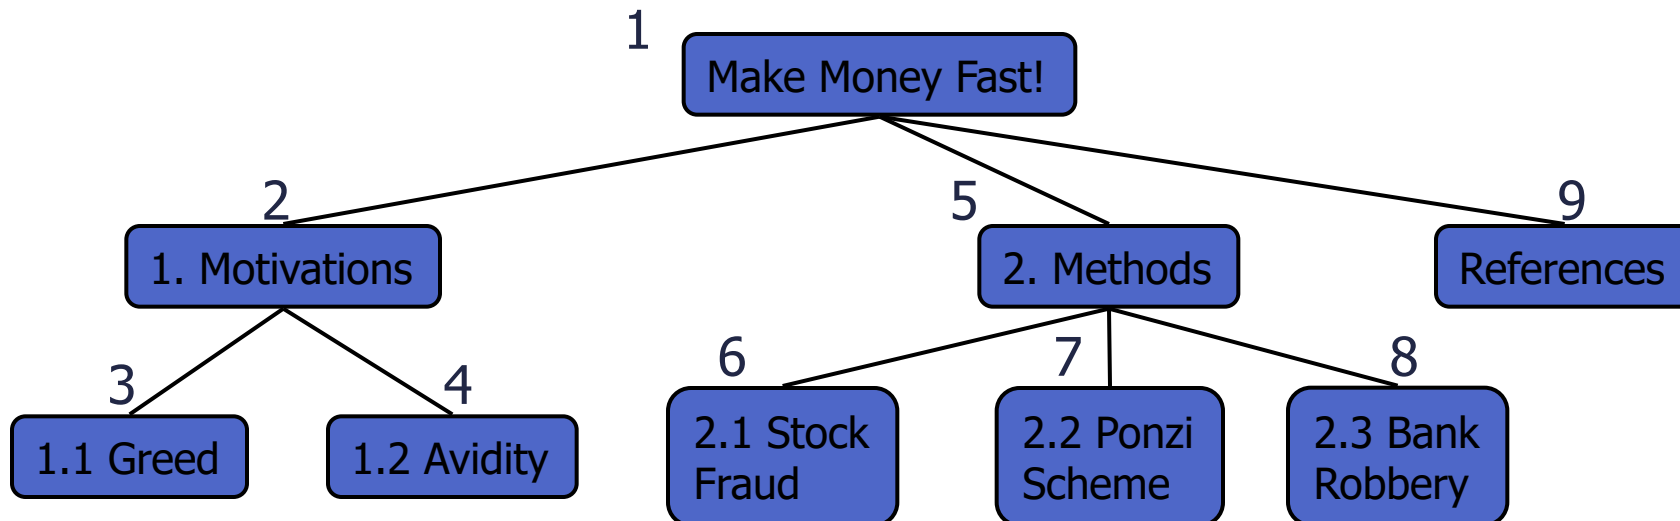 1
Make Money Fast!
2
5
9
1. Motivations
2. Methods
References
3
4
6
7
8
1.1 Greed
1.2 Avidity
2.1 Stock
Fraud
2.2 Ponzi
Scheme
2.3 Bank
Robbery